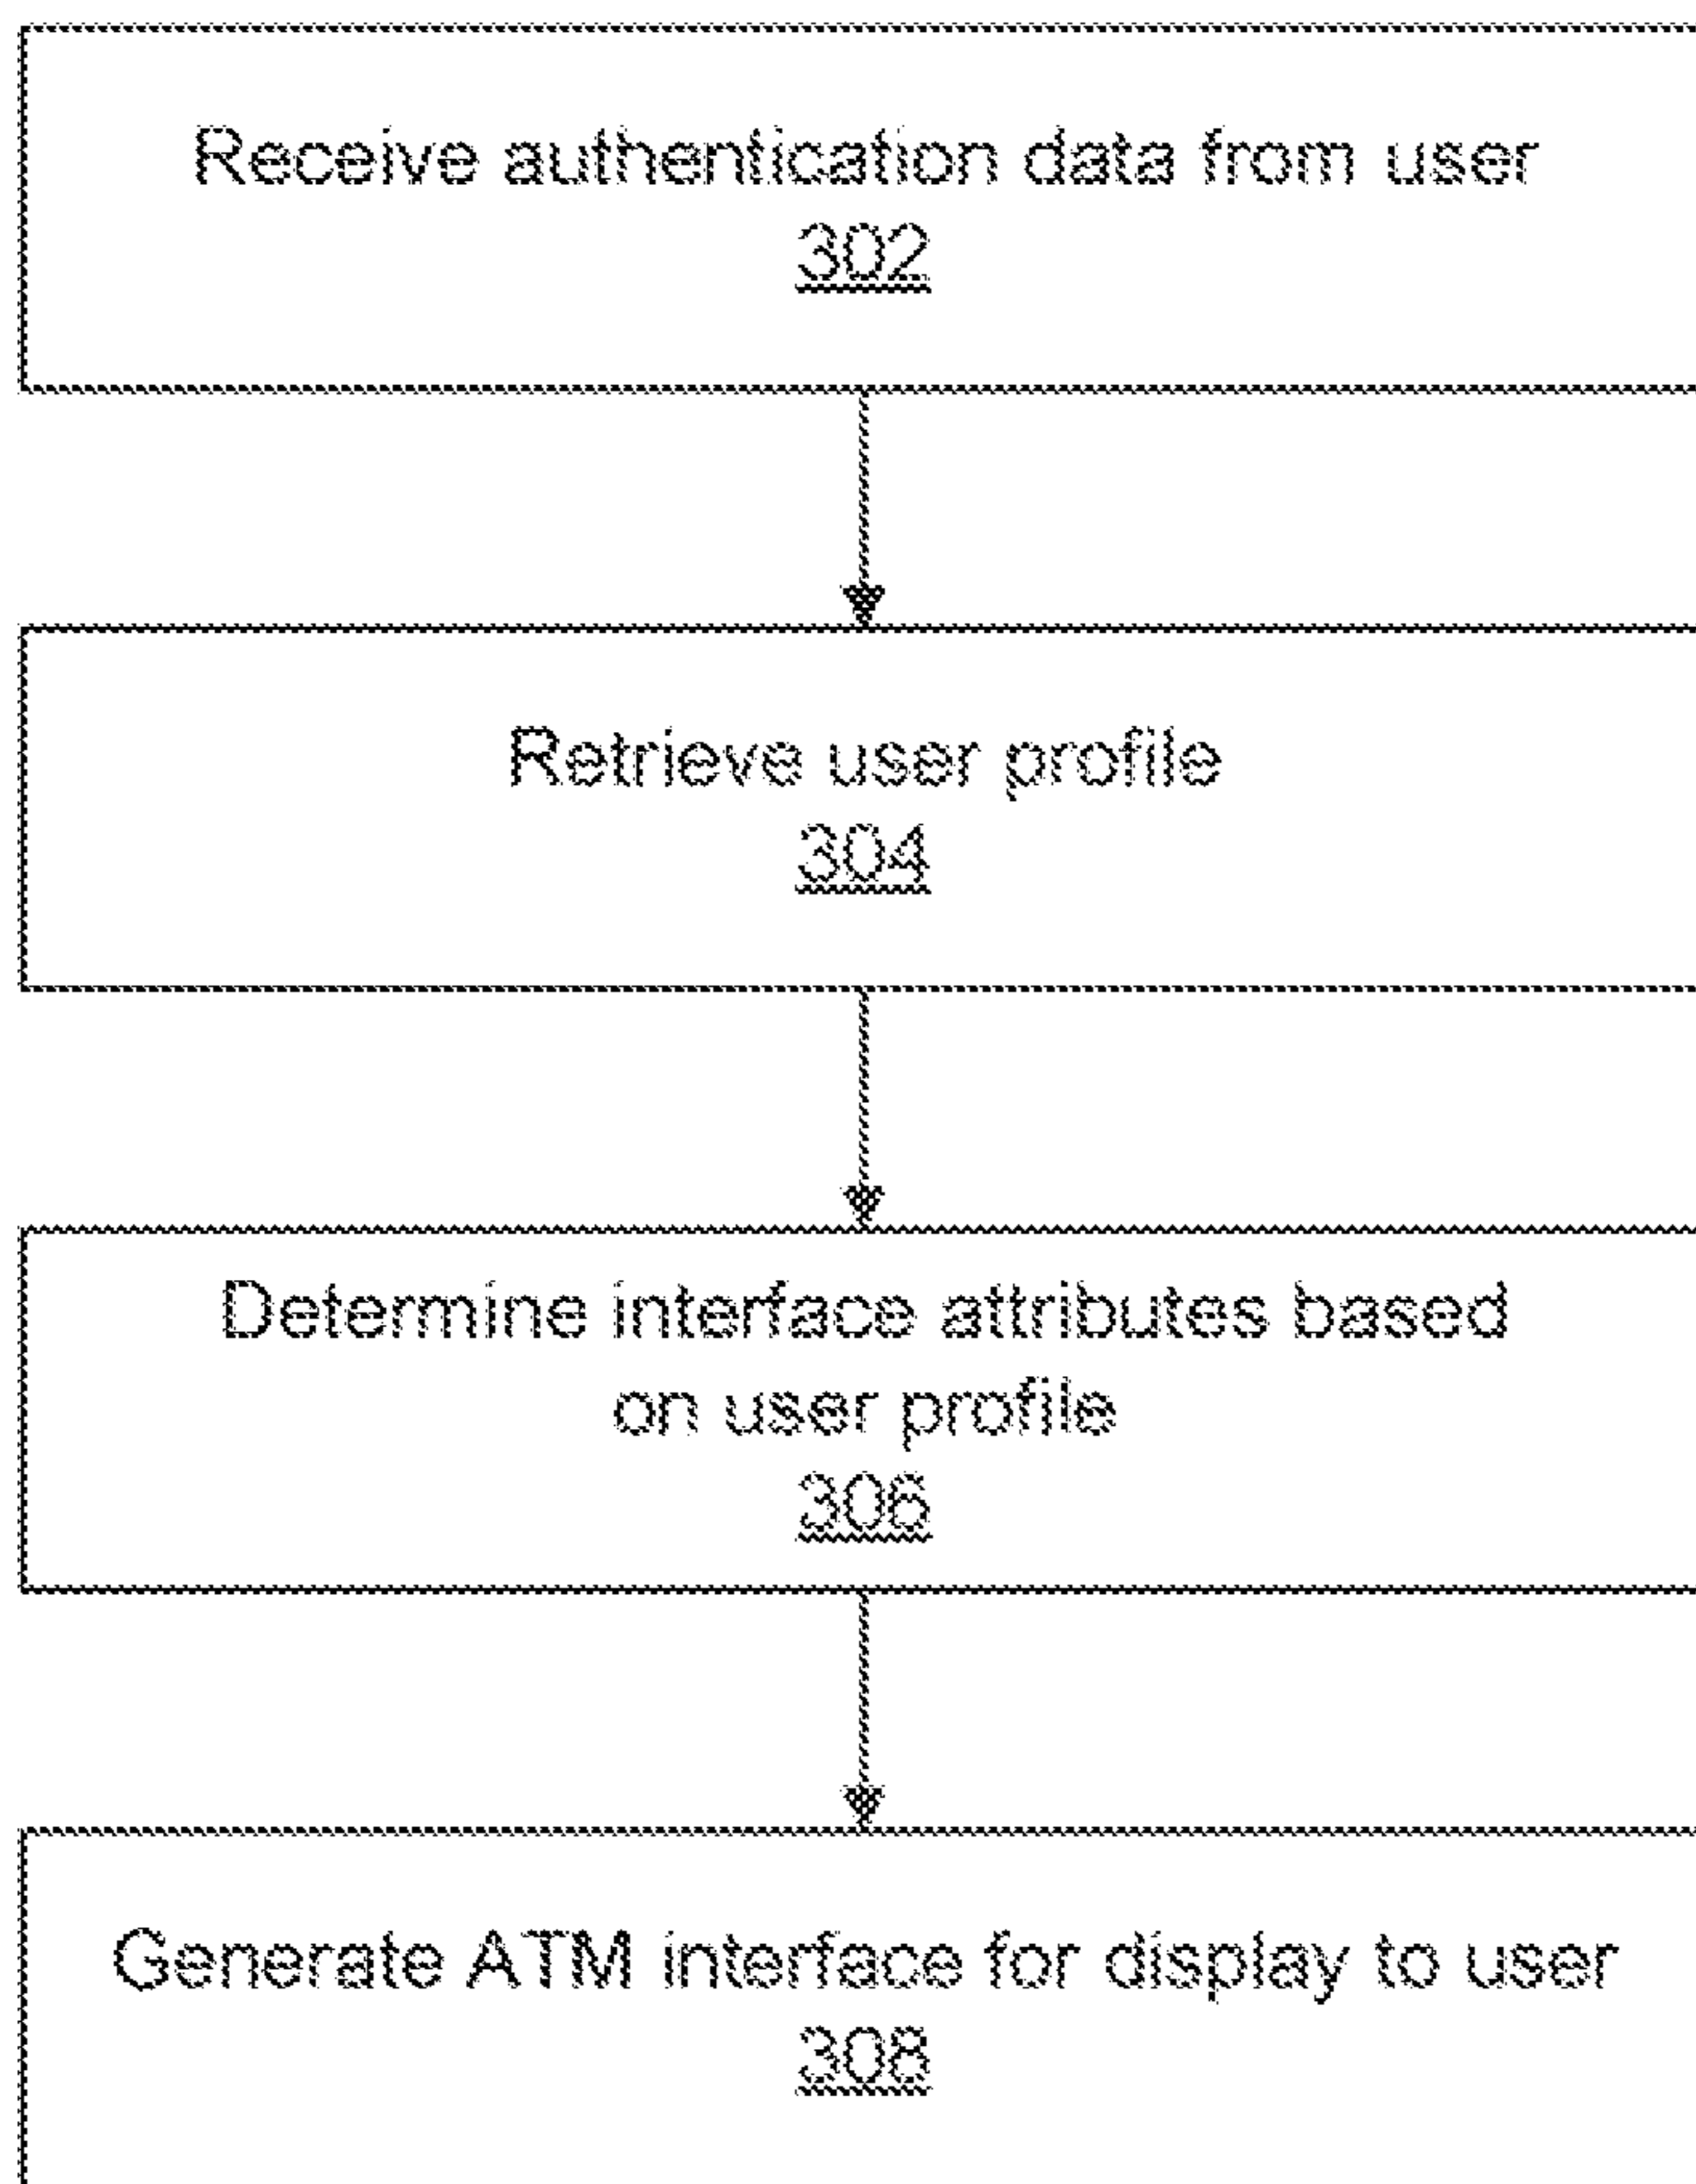 Receive authentication data from user
302
Retrieve user profile
304
Determine interface attributes based
on user profile
306
Generate ATM interface for display to user
308